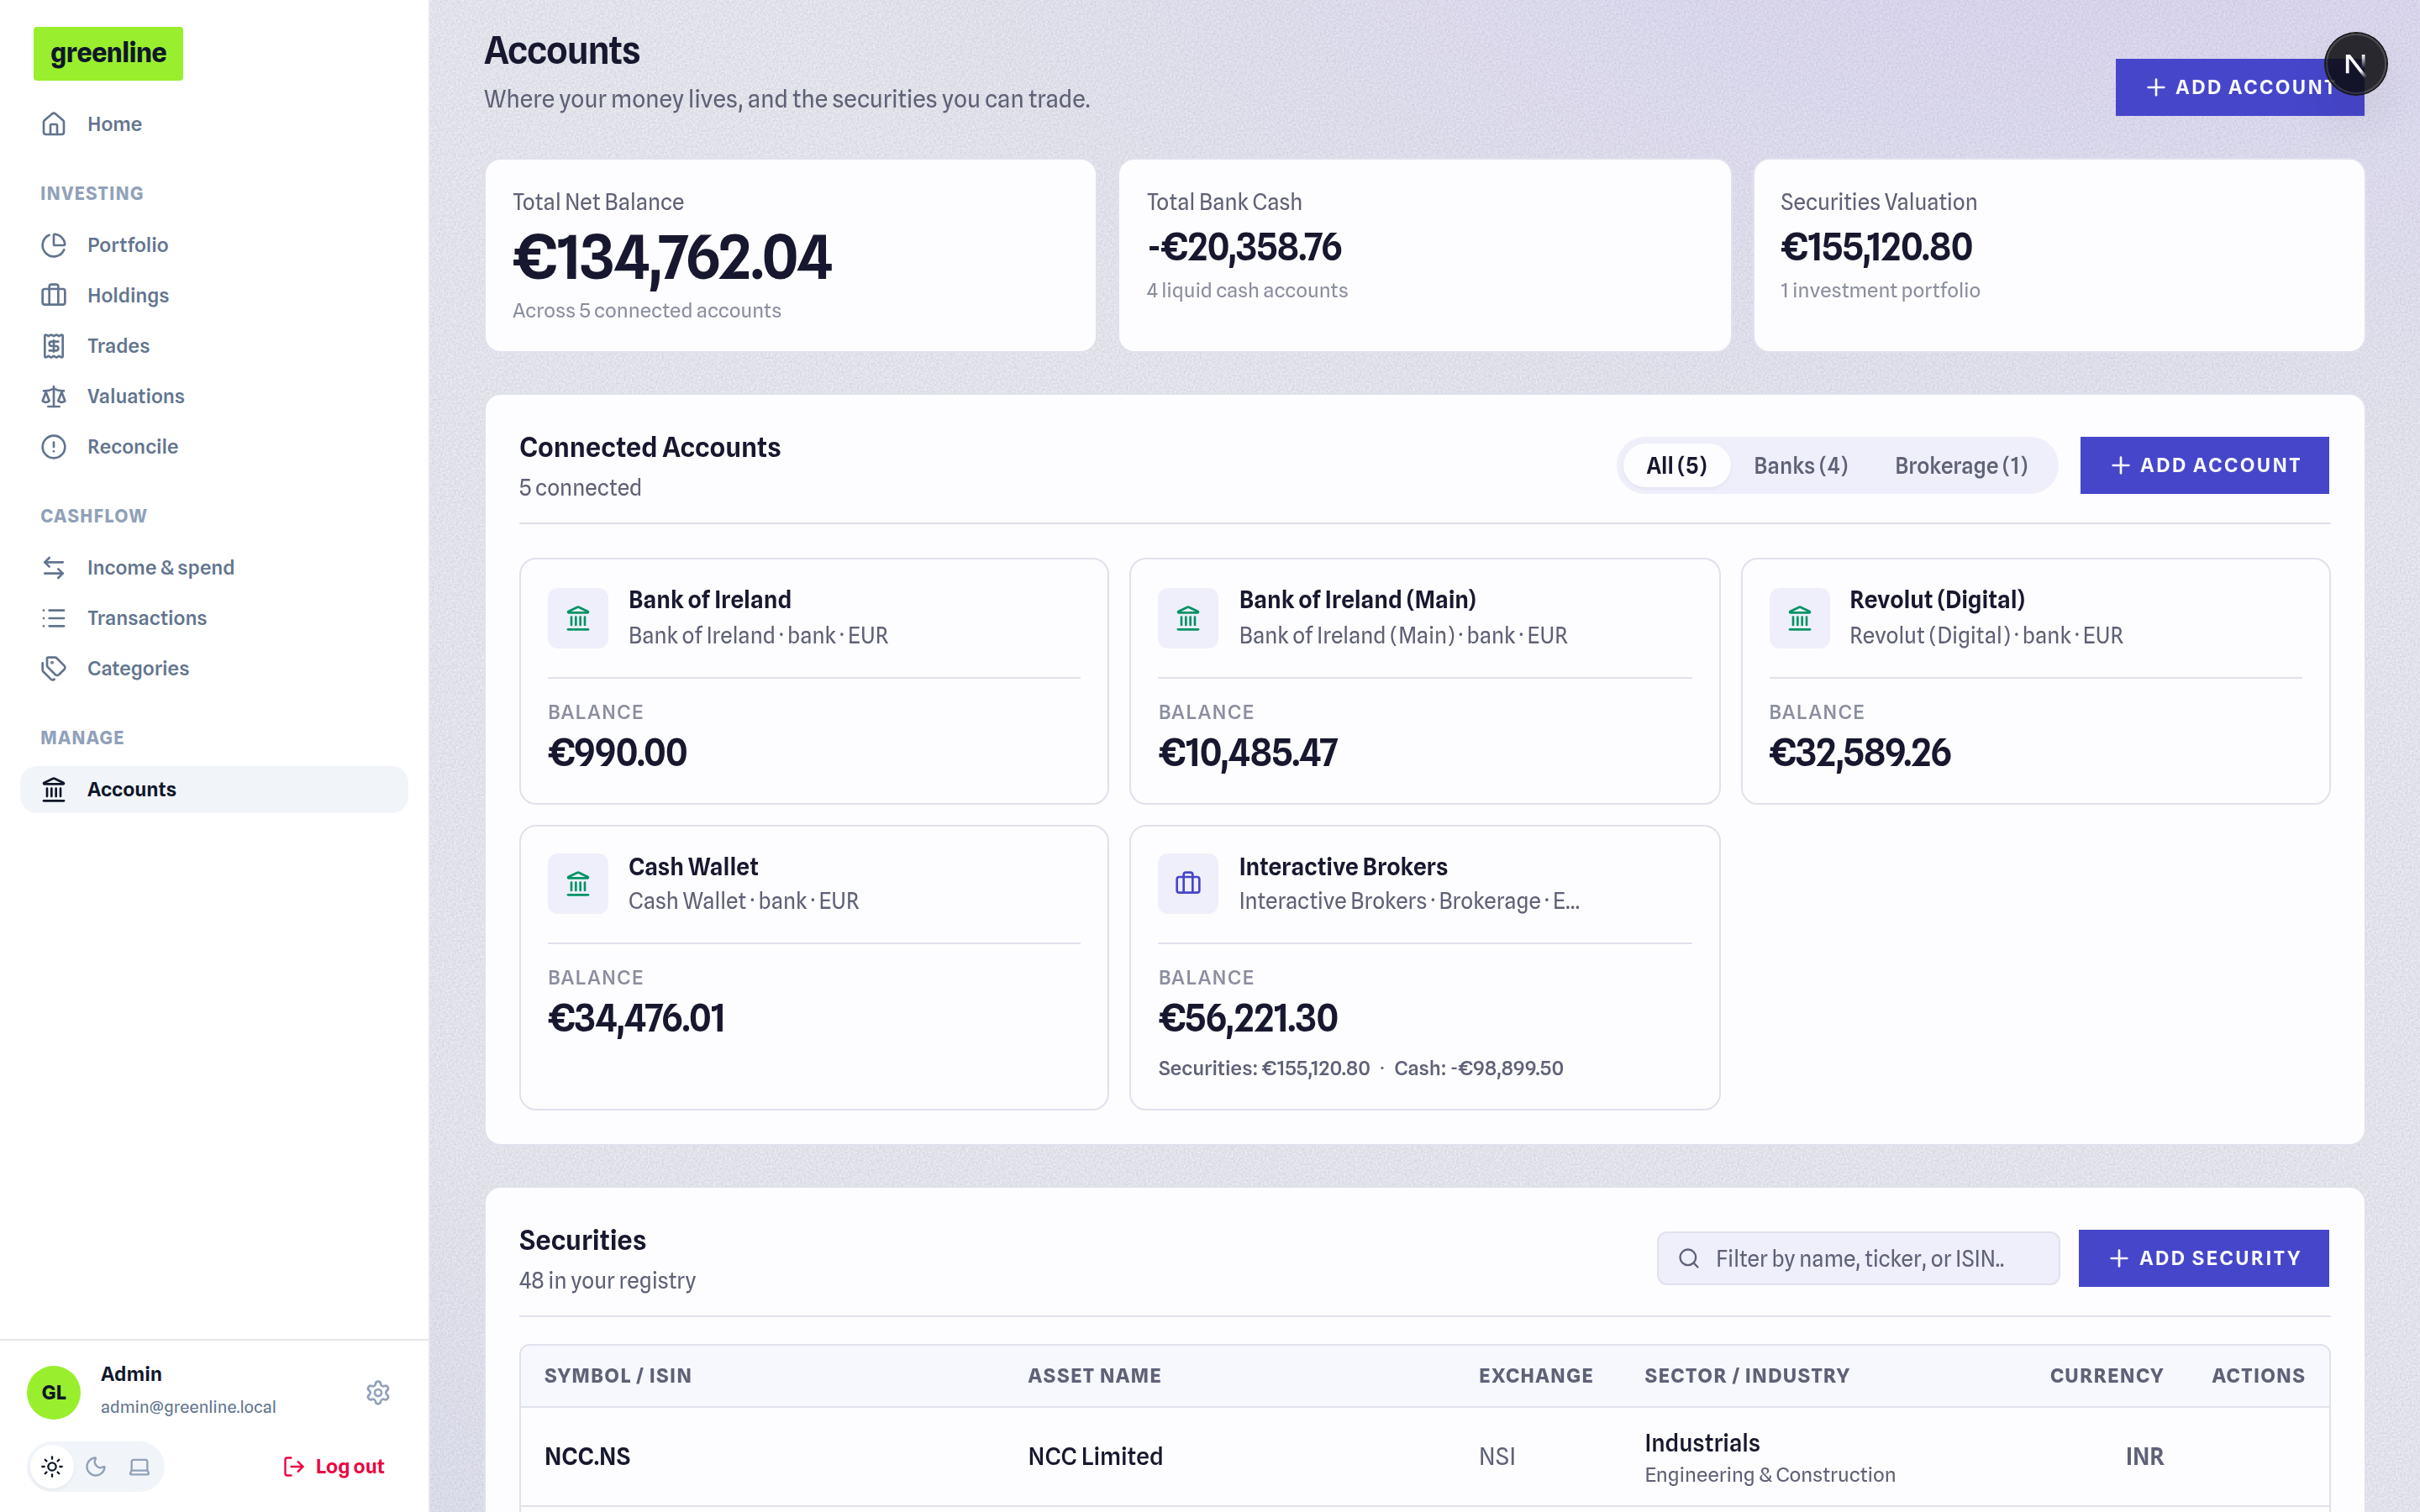 greenline
Home
INVESTING
Portfolio
Holdings
Trades
Valuations
Reconcile
CASHFLOW
Income & spend
Transactions
Categories
MANAGE
Accounts
GL
Admin
admin@greenline.local
Log out
Accounts
Where your money lives, and the securities you can trade.
+ ADD ACCOUNT
N
Total Net Balance
€134,762.04
Across 5 connected accounts
Total Bank Cash
-€20,358.76
4 liquid cash accounts
Securities Valuation
€155,120.80
1 investment portfolio
Connected Accounts
5 connected
All (5) Banks (4) Brokerage (1)
+ ADD ACCOUNT
Bank of Ireland
Bank of Ireland · bank · EUR
BALANCE
€990.00
Bank of Ireland (Main)
Bank of Ireland (Main) · bank · EUR
BALANCE
€10,485.47
Revolut (Digital)
Revolut (Digital) · bank · EUR
BALANCE
€32,589.26
Cash Wallet
Cash Wallet · bank · EUR
BALANCE
€34,476.01
Interactive Brokers
Interactive Brokers · Brokerage · E...
BALANCE
€56,221.30
Securities: €155,120.80 · Cash: -€98,899.50
Securities
48 in your registry
Filter by name, ticker, or ISIN..
+ ADD SECURITY
SYMBOL / ISIN ASSET NAME EXCHANGE SECTOR / INDUSTRY CURRENCY ACTIONS
NCC.NS NCC Limited NSI Industrials INR
Engineering & Construction